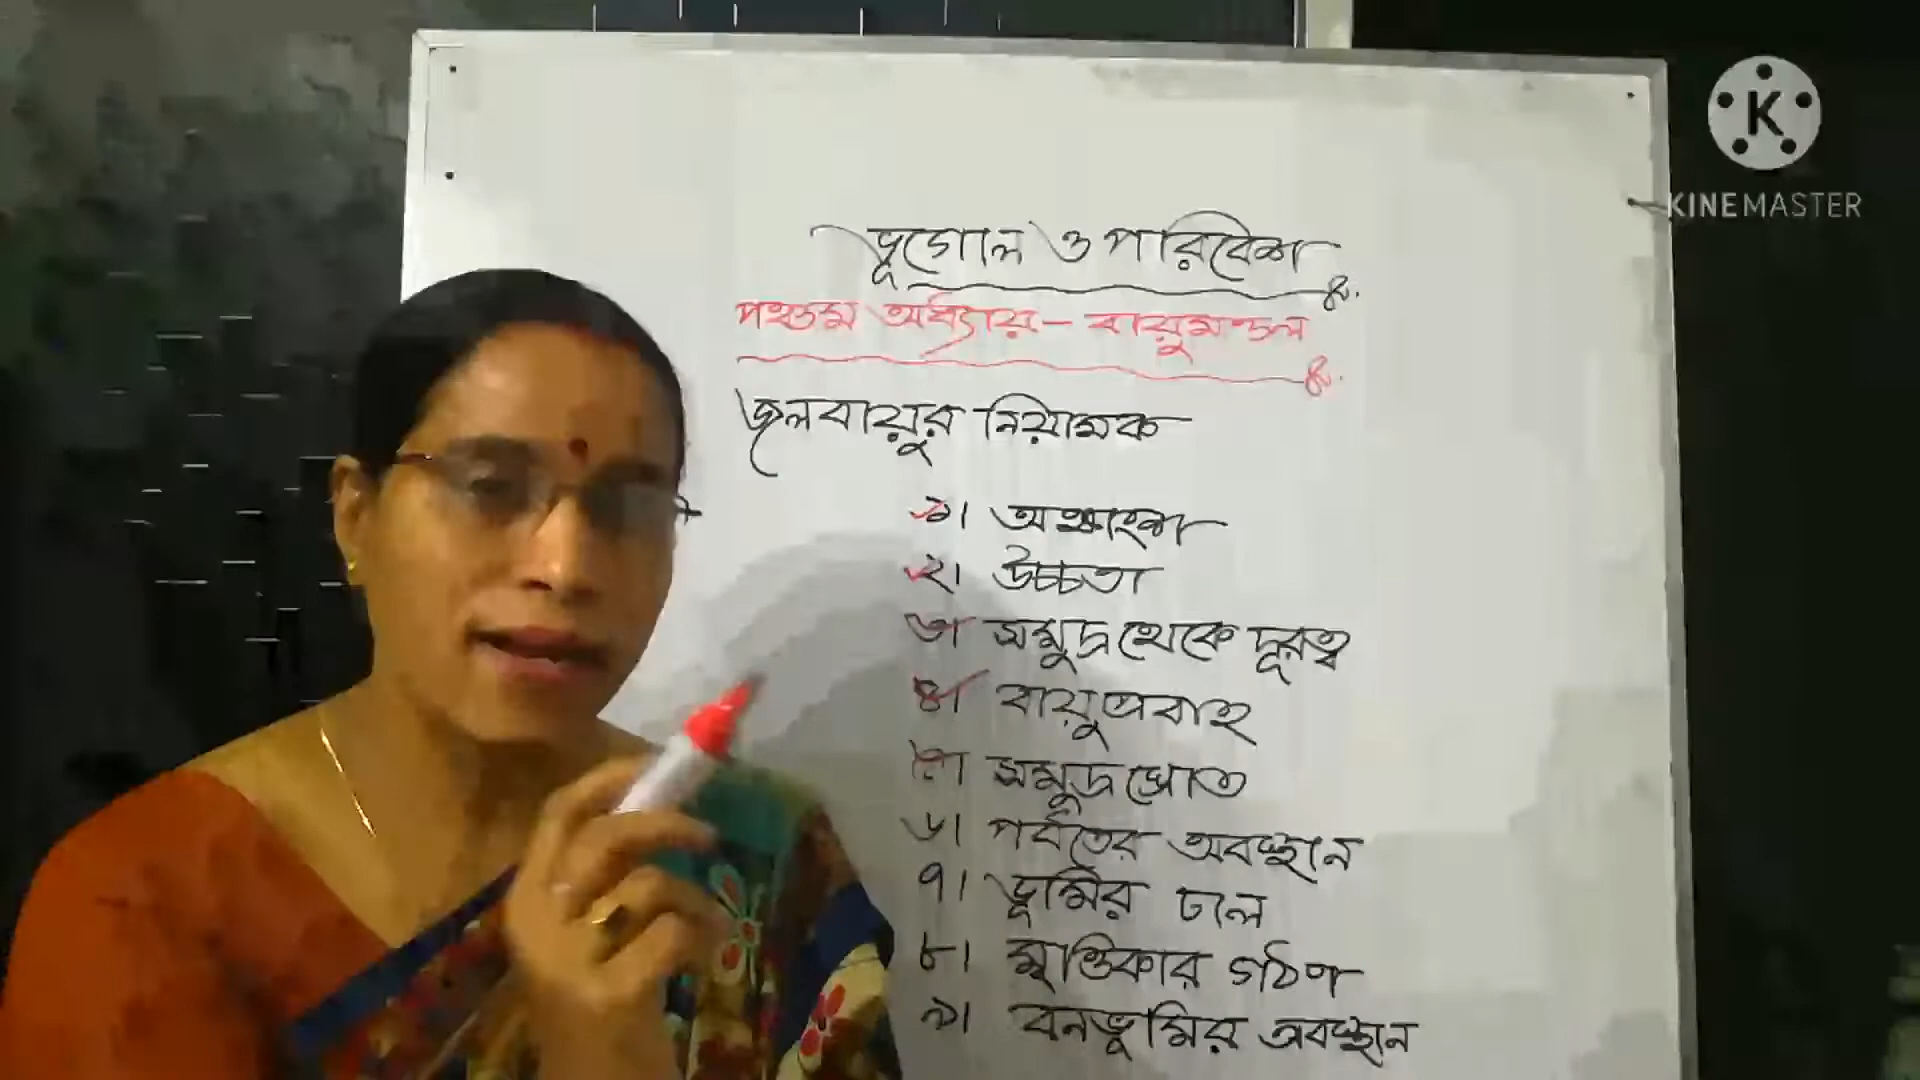 ভূগোল ও পরিবেশ
পঞ্চম অধ্যায় - বায়ুমণ্ডল
জলবায়ুর নিয়ামক
১। অক্ষাংশ
২। উচ্চতা
৩। সমুদ্র থেকে দূরত্ব
৪। বায়ুপ্রবাহ
৫। সমুদ্রস্রোত
৬। পর্বতের অবস্থান
৭। ভূমির ঢাল
৮। মৃত্তিকার গঠণ
৯। বনভূমির অবস্থান
K
KINEMASTER